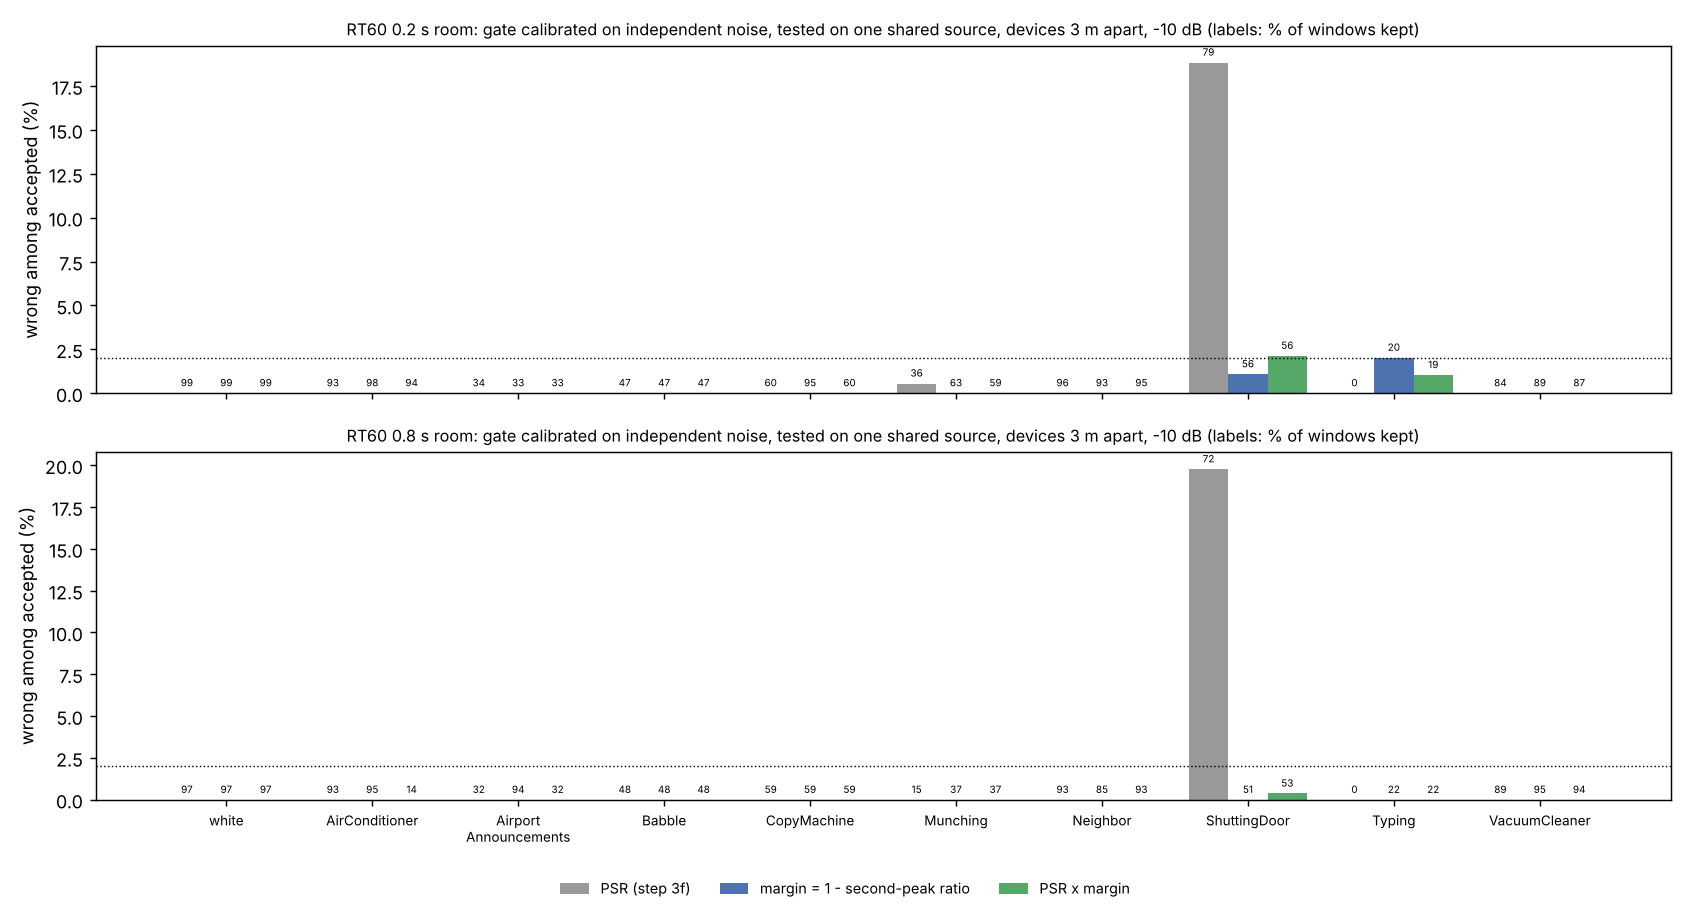 RT60 0.2 s room: gate calibrated on independent noise, tested on one shared source, devices 3 m apart, -10 dB (labels: % of windows kept)
wrong among accepted (%)
17.5
15.0
12.5
10.0
7.5
5.0
2.5
0.0
99 99 99 93 98 94 34 33 33 47 47 47 60 95 60 36 63 59 96 93 95 79 56 56 0 20 19 84 89 87
RT60 0.8 s room: gate calibrated on independent noise, tested on one shared source, devices 3 m apart, -10 dB (labels: % of windows kept)
wrong among accepted (%)
20.0
17.5
15.0
12.5
10.0
7.5
5.0
2.5
0.0
97 97 97 93 95 14 32 94 32 48 48 48 59 59 59 15 37 37 93 85 93 72 51 53 0 22 22 89 95 94
white AirConditioner Airport Babble CopyMachine Munching Neighbor ShuttingDoor Typing VacuumCleaner
Announcements
PSR (step 3f) margin = 1 - second-peak ratio PSR x margin